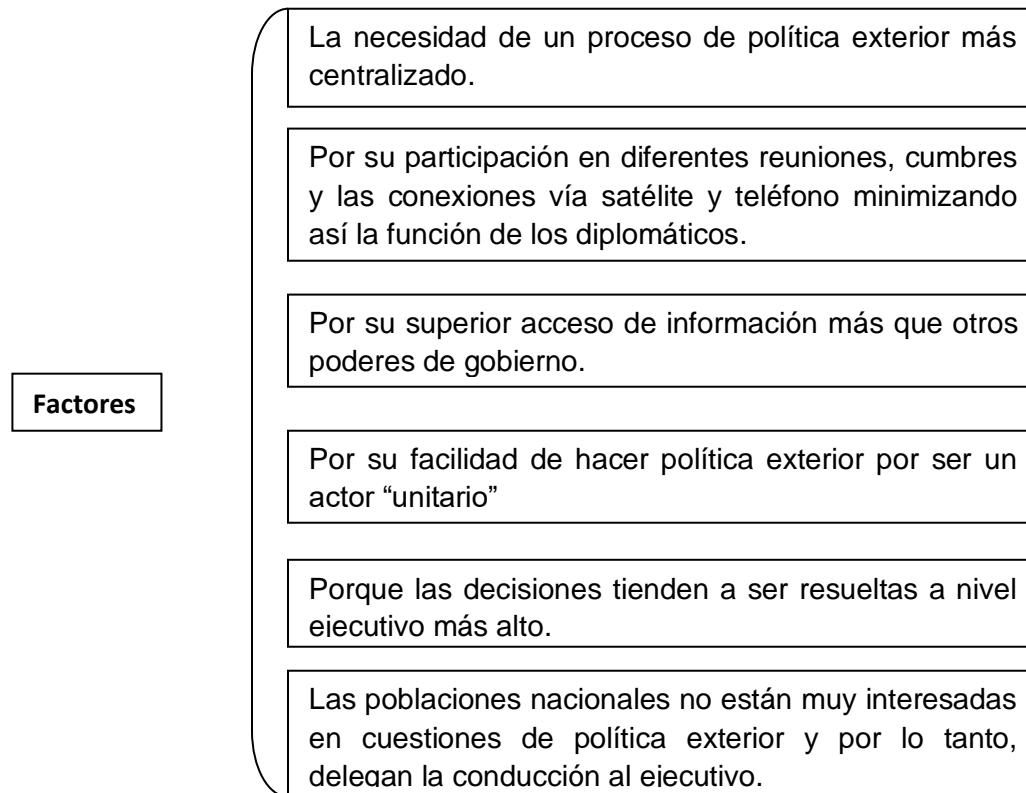 La necesidad de un proceso de política exterior más
centralizado.
Por su participación en diferentes reuniones, cumbres
y las conexiones vía satélite y teléfono minimizando
así la función de los diplomáticos.
Por su superior acceso de información más que otros
poderes de gobierno.
Factores
Por su facilidad de hacer política exterior por ser un
actor “unitario”
Porque las decisiones tienden a ser resueltas a nivel
ejecutivo más alto.
Las poblaciones nacionales no están muy interesadas
en cuestiones de política exterior y por lo tanto,
delegan la conducción al ejecutivo.